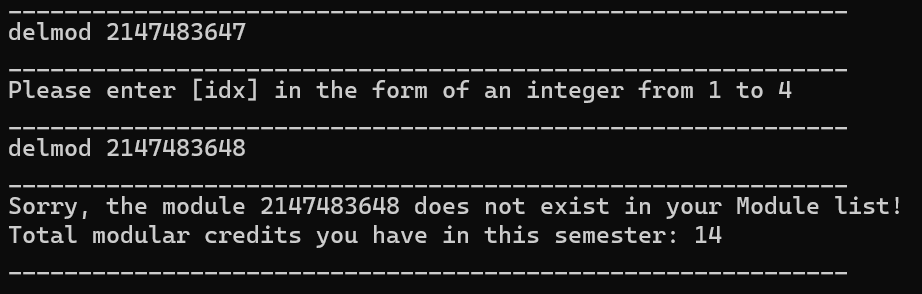 ____________________________________________________________
delmod 2147483647
____________________________________________________________
Please enter [idx] in the form of an integer from 1 to 4
____________________________________________________________
delmod 2147483648
____________________________________________________________
Sorry, the module 2147483648 does not exist in your Module list!
Total modular credits you have in this semester: 14
____________________________________________________________